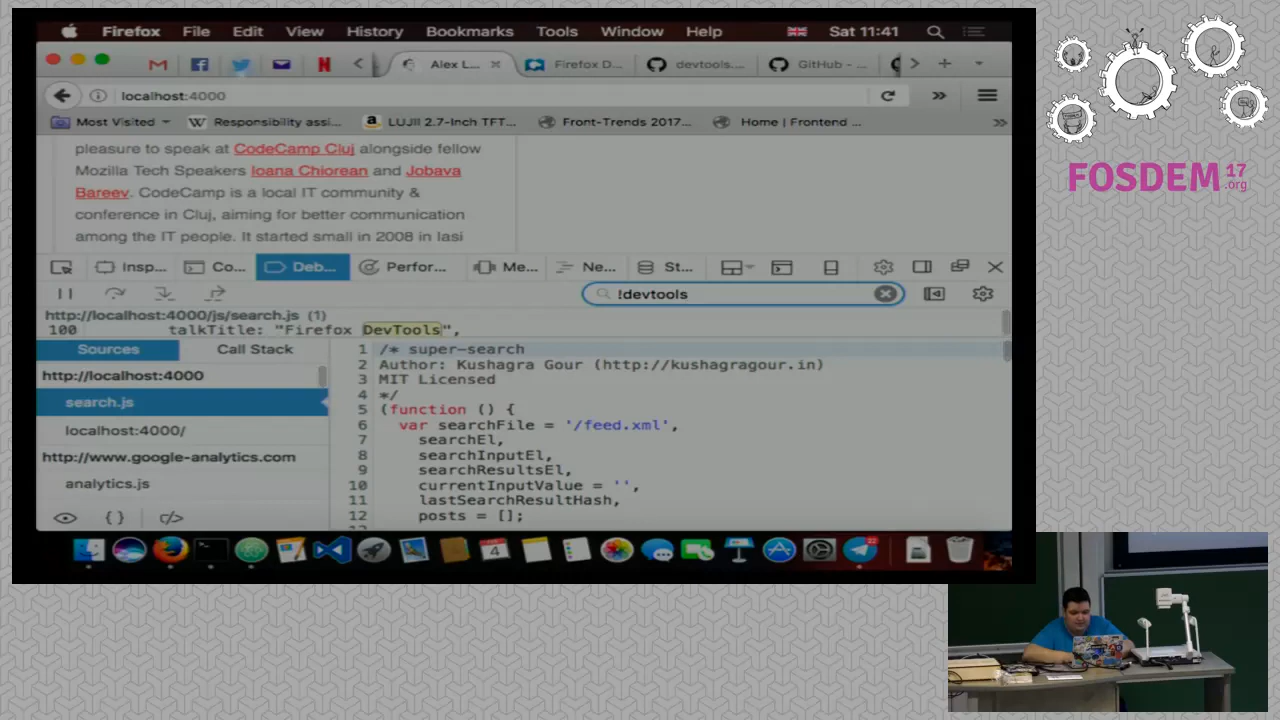 Firefox File Edit View History Bookmarks Tools Window Help Sat 11:41
Alex L... Firefox D... devtools.... GitHub - ...
localhost:4000
Most Visited Responsibility assi... LUJII 2.7-Inch TFT... Front-Trends 2017... Home | Frontend ...
pleasure to speak at CodeCamp Cluj alongside fellow
Mozilla Tech Speakers Ioana Chiorean and Jobava
Bareev. CodeCamp is a local IT community &
conference in Cluj, aiming for better communication
among the IT people. It started small in 2008 in Iasi
Insp... Co... Deb... Perfor... Me... Ne... St...
!devtools
http://localhost:4000/js/search.js (1)
100 talkTitle: "Firefox DevTools",
Sources Call Stack
http://localhost:4000
search.js
localhost:4000/
http://www.google-analytics.com
analytics.js
1 /* super-search
2 Author: Kushagra Gour (http://kushagragour.in)
3 MIT Licensed
4 */
5 (function () {
6 var searchFile = '/feed.xml',
7 searchEl,
8 searchInputEl,
9 searchResultsEl,
10 currentInputValue = '',
11 lastSearchResultHash,
12 posts = [];
FOSDEM 17
.org